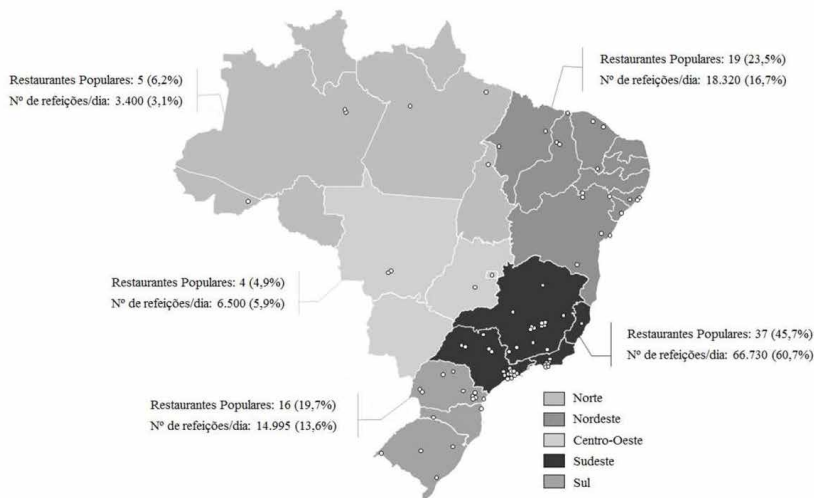 Restaurantes Populares: 5 (6,2%)
Nº de refeições/dia: 3.400 (3,1%)
Restaurantes Populares: 19 (23,5%)
Nº de refeições/dia: 18.320 (16,7%)
Restaurantes Populares: 4 (4,9%)
Nº de refeições/dia: 6.500 (5,9%)
Restaurantes Populares: 37 (45,7%)
Nº de refeições/dia: 66.730 (60,7%)
Restaurantes Populares: 16 (19,7%)
Nº de refeições/dia: 14.995 (13,6%)
Norte
Nordeste
Centro-Oeste
Sudeste
Sul